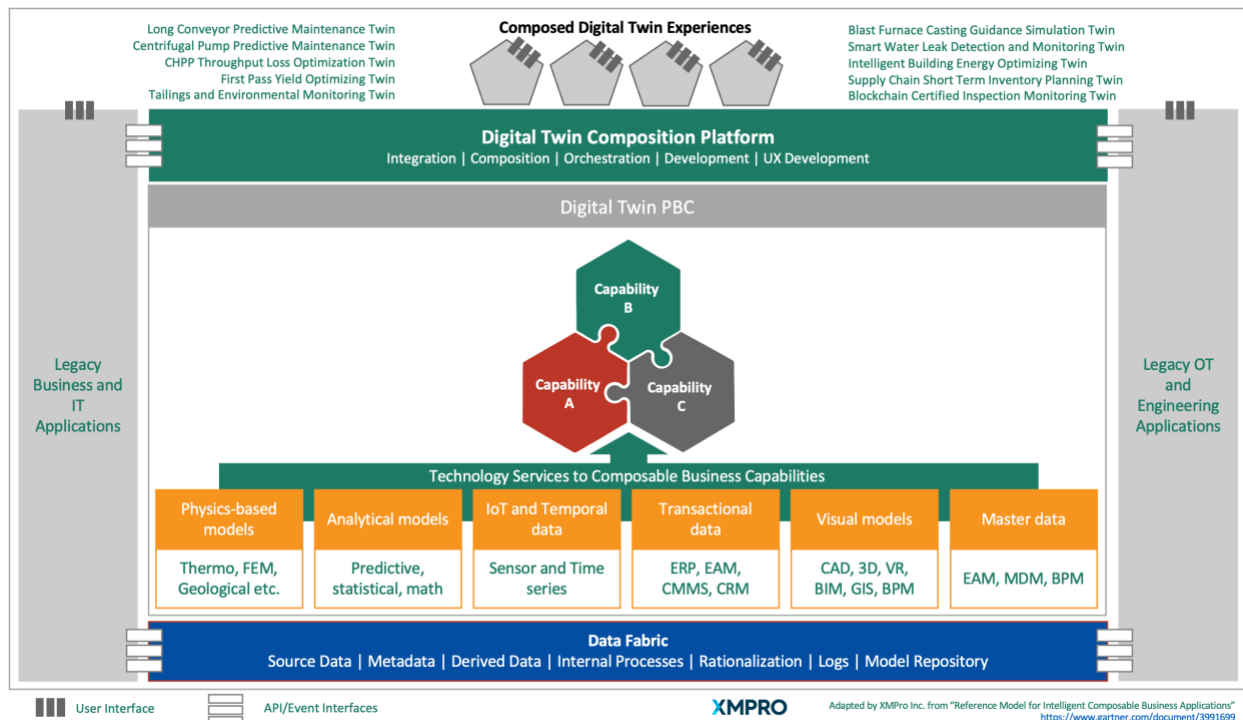 Long Conveyor Predictive Maintenance Twin
Centrifugal Pump Predictive Maintenance Twin
CHPP Throughput Loss Optimization Twin
First Pass Yield Optimizing Twin
Tailings and Environmental Monitoring Twin
Composed Digital Twin Experiences
Blast Furnace Casting Guidance Simulation Twin
Smart Water Leak Detection and Monitoring Twin
Intelligent Building Energy Optimizing Twin
Supply Chain Short Term Inventory Planning Twin
Blockchain Certified Inspection Monitoring Twin
Digital Twin Composition Platform
Integration | Composition | Orchestration | Development | UX Development
Digital Twin PBC
Capability
B
Capability
A
Capability
C
Legacy
Business and
IT
Applications
Legacy OT
and
Engineering
Applications
Technology Services to Composable Business Capabilities
Physics-based
models
Thermo, FEM,
Geological etc.
Analytical models
Predictive,
statistical, math
IoT and Temporal
data
Sensor and Time
series
Transactional
data
ERP, EAM,
CMMS, CRM
Visual models
CAD, 3D, VR,
BIM, GIS, BPM
Master data
EAM, MDM, BPM
Data Fabric
Source Data | Metadata | Derived Data | Internal Processes | Rationalization | Logs | Model Repository
User Interface
API/Event Interfaces
XMPRO
Adapted by XMPro Inc. from “Reference Model for Intelligent Composable Business Applications”
https://www.gartner.com/document/3991699